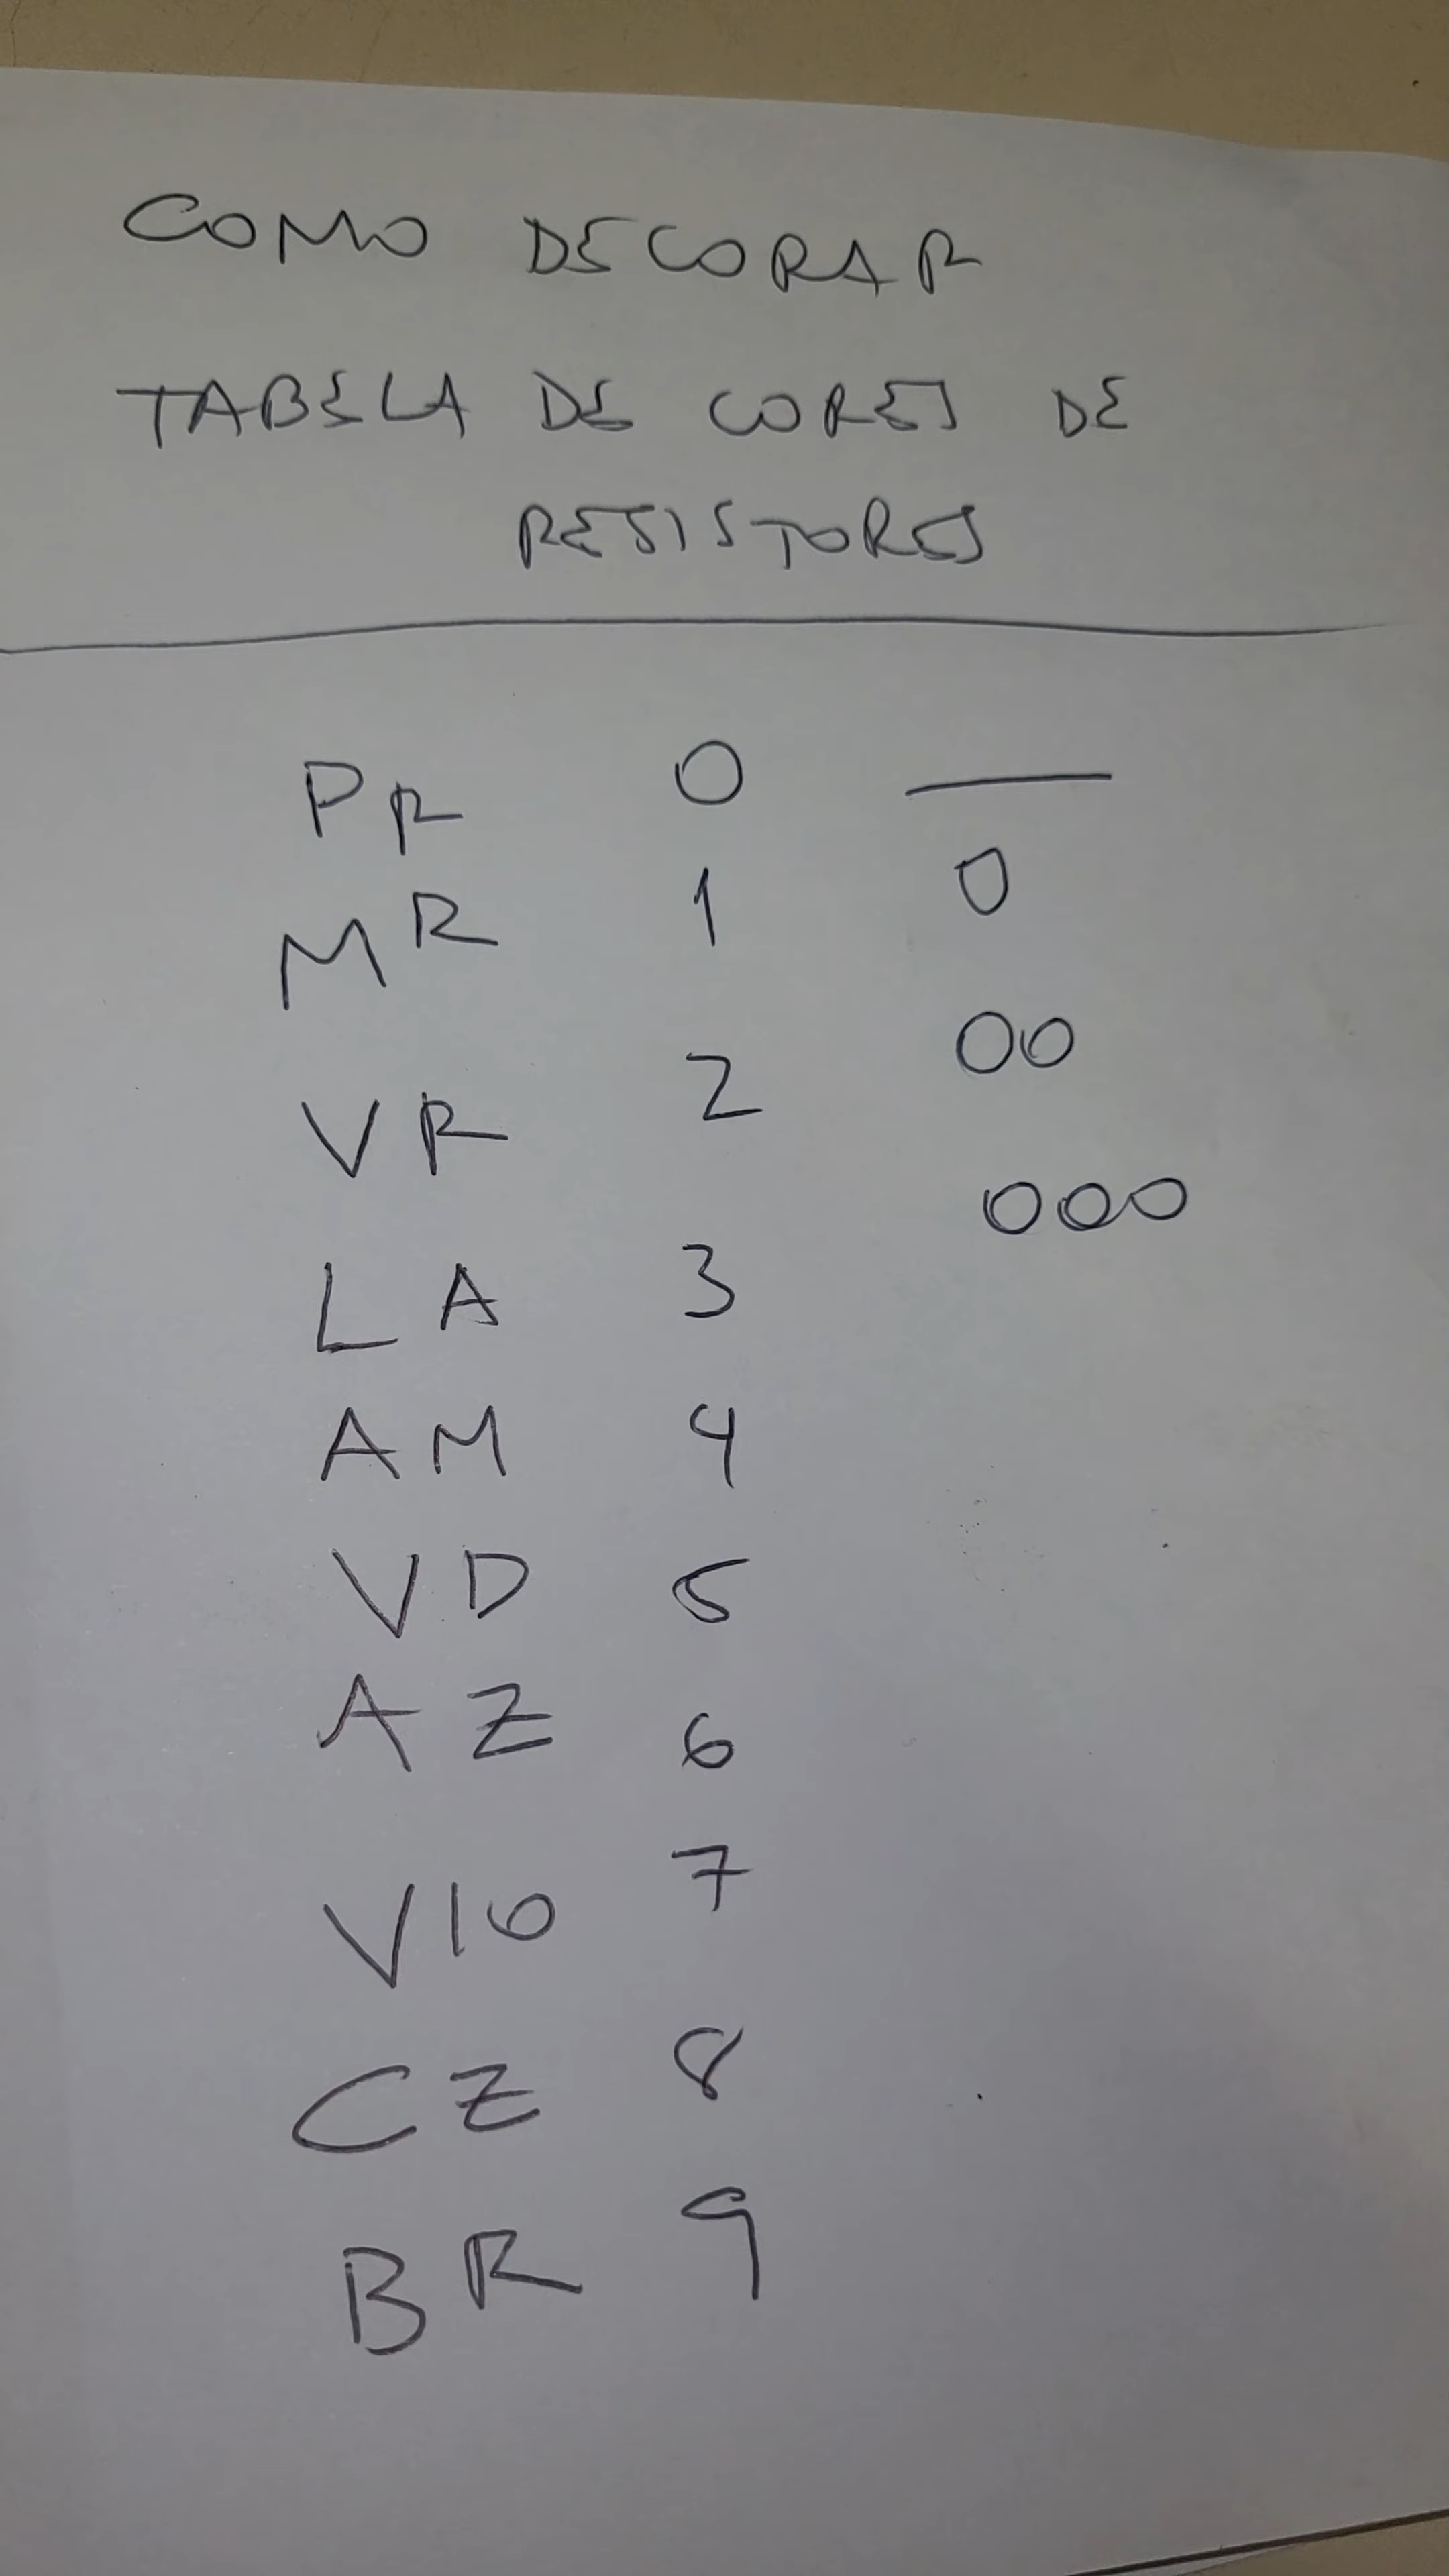 COMO DECORAR
TABELA DE CORES DE
RESISTORES
PR 0 —
MR 1 0
VR 2 00
LA 3 000
AM 4
VD 5
AZ 6
VIO 7
CZ 8
BR 9